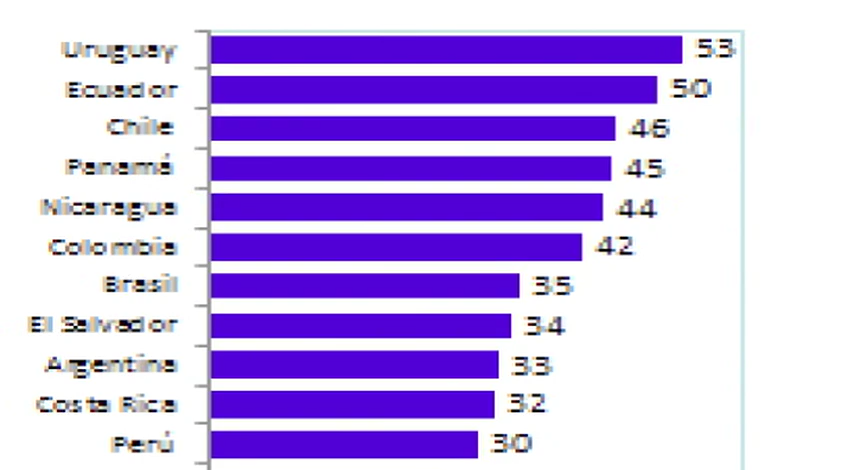 Uruguay 53
Ecuador 50
Chile 46
Panamá 45
Nicaragua 44
Colombia 42
Brasil 35
El Salvador 34
Argentina 33
Costa Rica 32
Perú 30